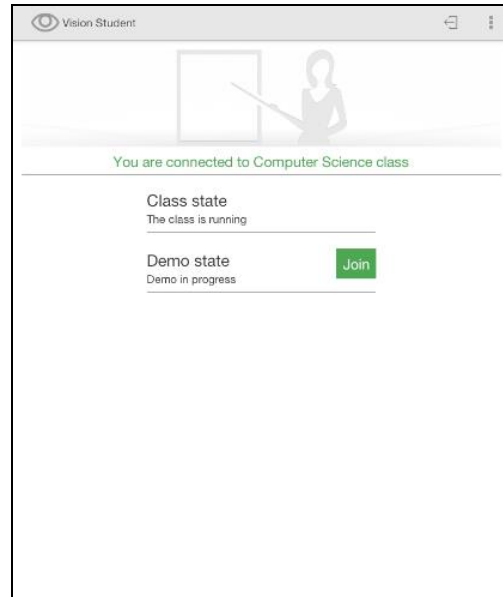 Vision Student
You are connected to Computer Science class
Class state
The class is running
Demo state
Join
Demo in progress